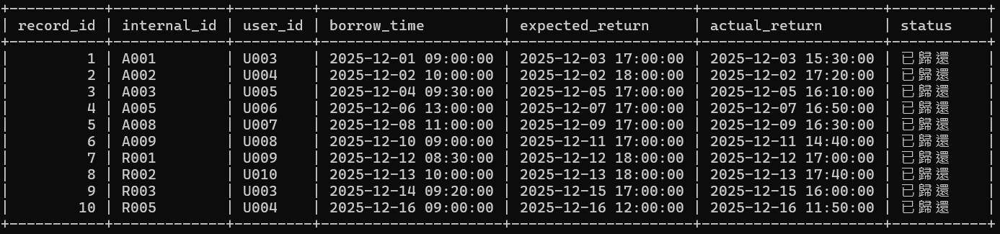 +-----------+-------------+---------+---------------------+---------------------+---------------------+-----------+
| record_id | internal_id | user_id | borrow_time         | expected_return     | actual_return       | status    |
+-----------+-------------+---------+---------------------+---------------------+---------------------+-----------+
|         1 | A001        | U003    | 2025-12-01 09:00:00 | 2025-12-03 17:00:00 | 2025-12-03 15:30:00 | 已歸還    |
|         2 | A002        | U004    | 2025-12-02 10:00:00 | 2025-12-02 18:00:00 | 2025-12-02 17:20:00 | 已歸還    |
|         3 | A003        | U005    | 2025-12-04 09:30:00 | 2025-12-05 17:00:00 | 2025-12-05 16:10:00 | 已歸還    |
|         4 | A005        | U006    | 2025-12-06 13:00:00 | 2025-12-07 17:00:00 | 2025-12-07 16:50:00 | 已歸還    |
|         5 | A008        | U007    | 2025-12-08 11:00:00 | 2025-12-09 17:00:00 | 2025-12-09 16:30:00 | 已歸還    |
|         6 | A009        | U008    | 2025-12-10 09:00:00 | 2025-12-11 17:00:00 | 2025-12-11 14:40:00 | 已歸還    |
|         7 | R001        | U009    | 2025-12-12 08:30:00 | 2025-12-12 18:00:00 | 2025-12-12 17:00:00 | 已歸還    |
|         8 | R002        | U010    | 2025-12-13 10:00:00 | 2025-12-13 18:00:00 | 2025-12-13 17:40:00 | 已歸還    |
|         9 | R003        | U003    | 2025-12-14 09:20:00 | 2025-12-15 17:00:00 | 2025-12-15 16:00:00 | 已歸還    |
|        10 | R005        | U004    | 2025-12-16 09:00:00 | 2025-12-16 12:00:00 | 2025-12-16 11:50:00 | 已歸還    |
+-----------+-------------+---------+---------------------+---------------------+---------------------+-----------+